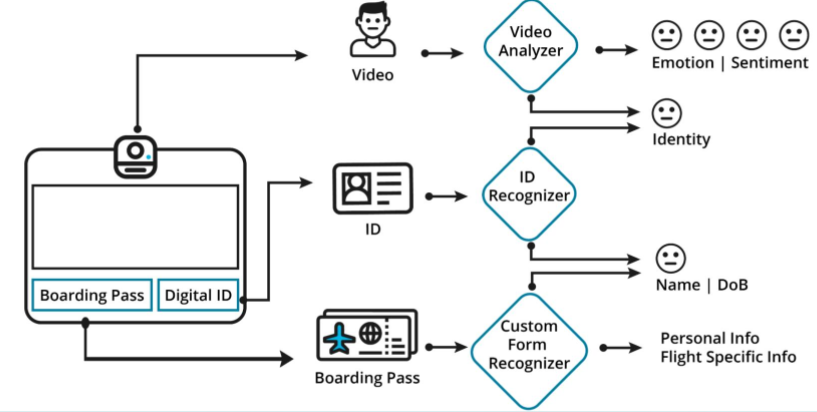 Video
Video
Analyzer
Emotion | Sentiment
Identity
ID
ID
Recognizer
Name | DoB
Boarding Pass
Digital ID
Boarding Pass
Custom
Form
Recognizer
Personal Info
Flight Specific Info